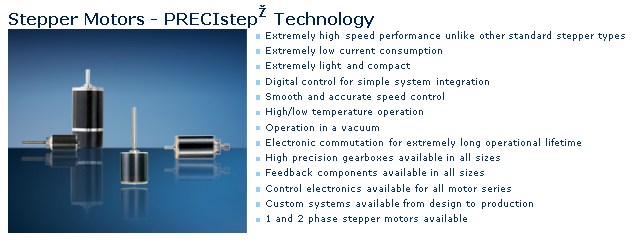 Stepper Motors - PRECIstepŽ Technology
Extremely high speed performance unlike other standard stepper types
Extremely low current consumption
Extremely light and compact
Digital control for simple system integration
Smooth and accurate speed control
High/low temperature operation
Operation in a vacuum
Electronic commutation for extremely long operational lifetime
High precision gearboxes available in all sizes
Feedback components available in all sizes
Control electronics available for all motor series
Custom systems available from design to production
1 and 2 phase stepper motors available